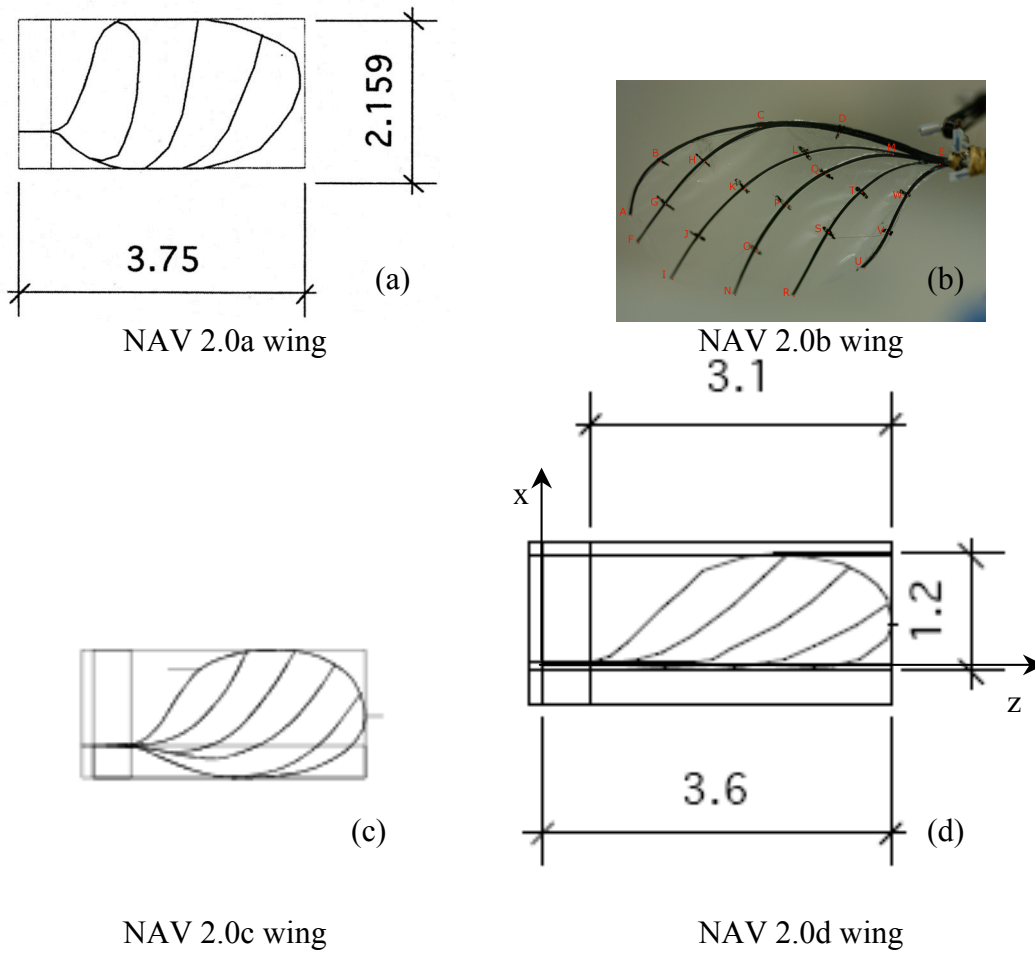 2.159
3.75
(a)
NAV 2.0a wing
C
D
B
H
L
M
E
K
Q
T
W
G
P
A
F
J
O
S
V
U
I
N
R
(b)
NAV 2.0b wing
3.1
x
1.2
z
3.6
(c)
(d)
NAV 2.0c wing
NAV 2.0d wing